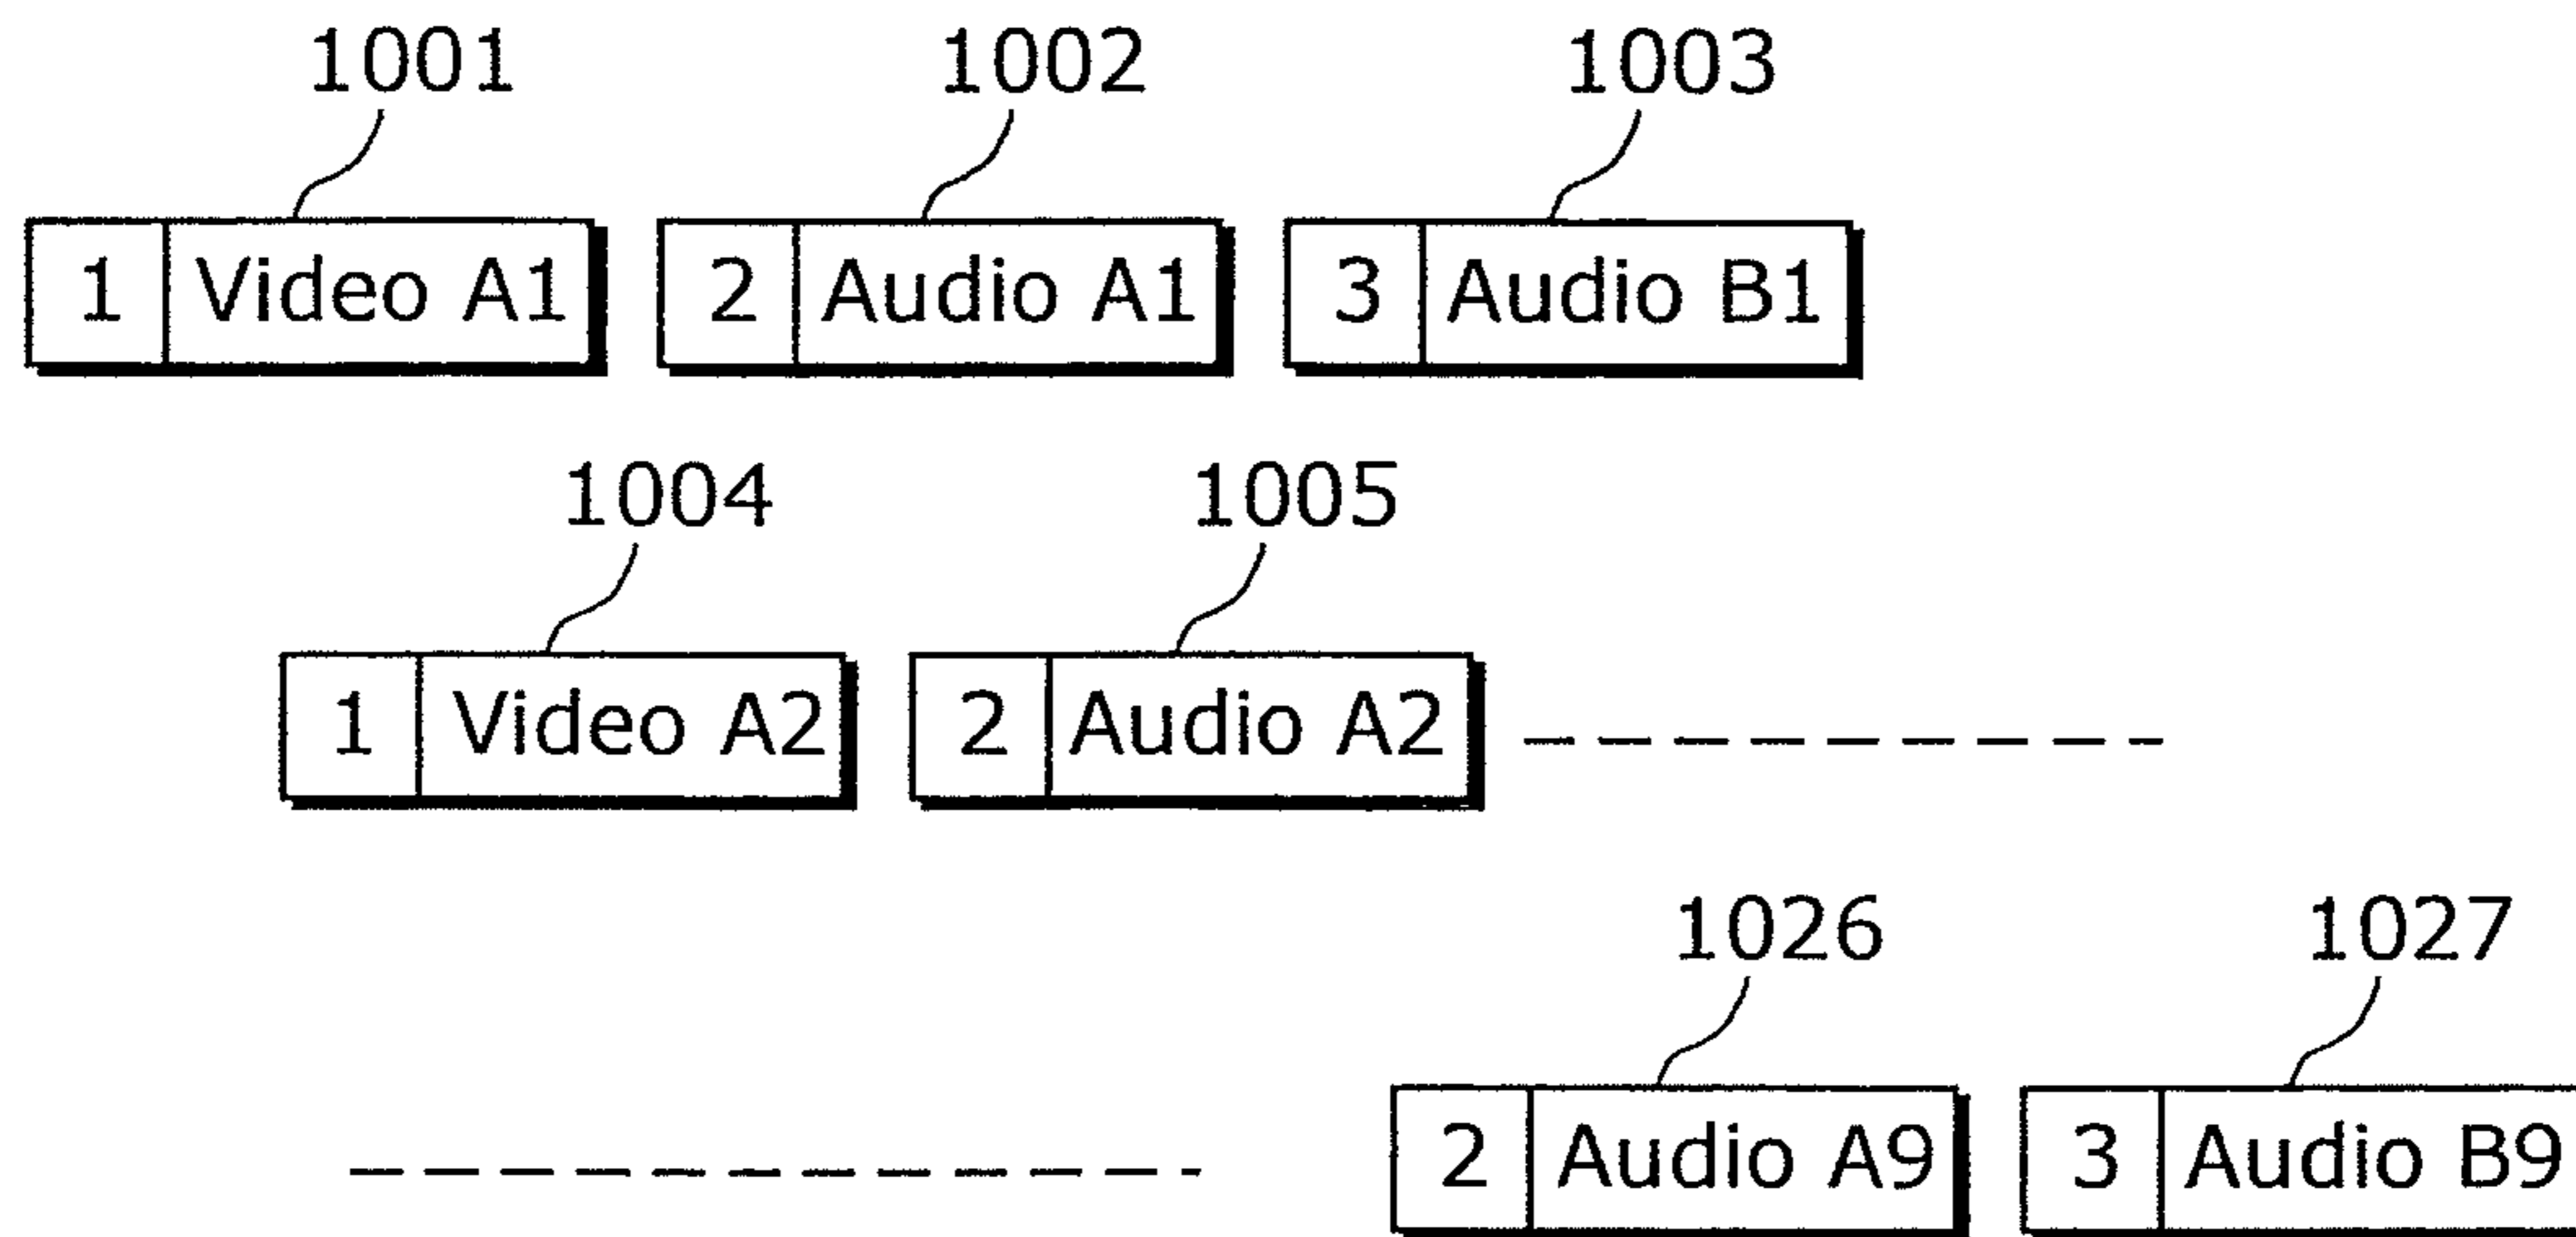 1001 1002 1003
1 Video A1 2 Audio A1 3 Audio B1
1004 1005
1 Video A2 2 Audio A2
1026 1027
2 Audio A9 3 Audio B9